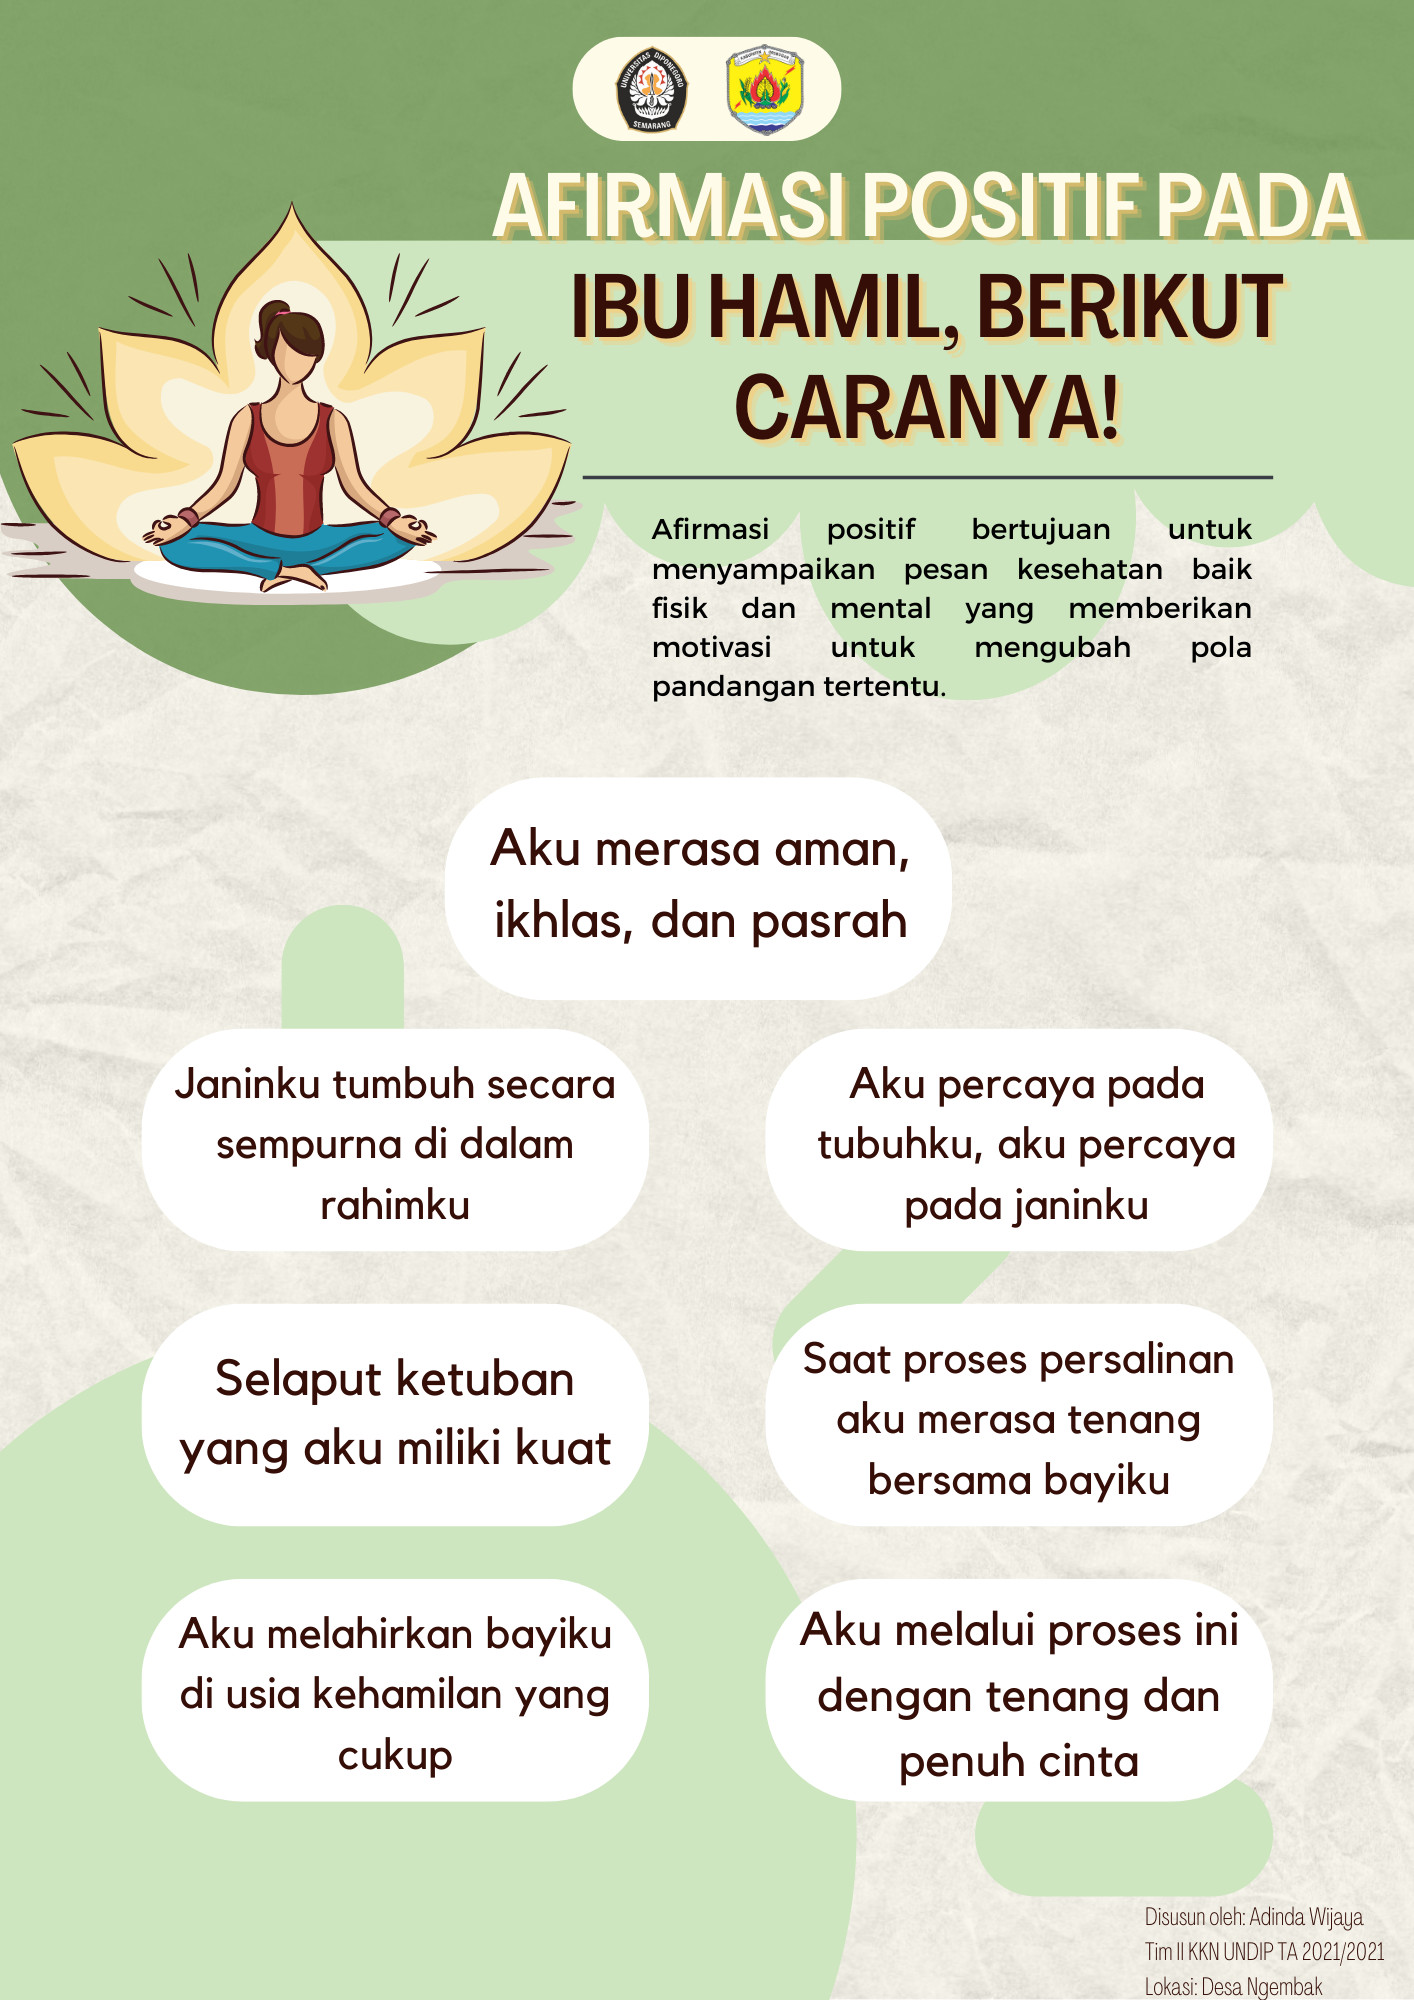 UNIVERSITAS DIPONEGORO
SEMARANG
AFIRMASI POSITIF PADA
IBU HAMIL, BERIKUT
CARANYA!
Afirmasi positif bertujuan untuk
menyampaikan pesan kesehatan baik
fisik dan mental yang memberikan
motivasi untuk mengubah pola
pandangan tertentu.
Aku merasa aman,
ikhlas, dan pasrah
Janinku tumbuh secara
sempurna di dalam
rahimku
Aku percaya pada
tubuhku, aku percaya
pada janinku
Selaput ketuban
yang aku miliki kuat
Saat proses persalinan
aku merasa tenang
bersama bayiku
Aku melahirkan bayiku
di usia kehamilan yang
cukup
Aku melalui proses ini
dengan tenang dan
penuh cinta
Disusun oleh: Adinda Wijaya
Tim II KKN UNDIP TA 2021/2021
Lokasi: Desa Ngembak